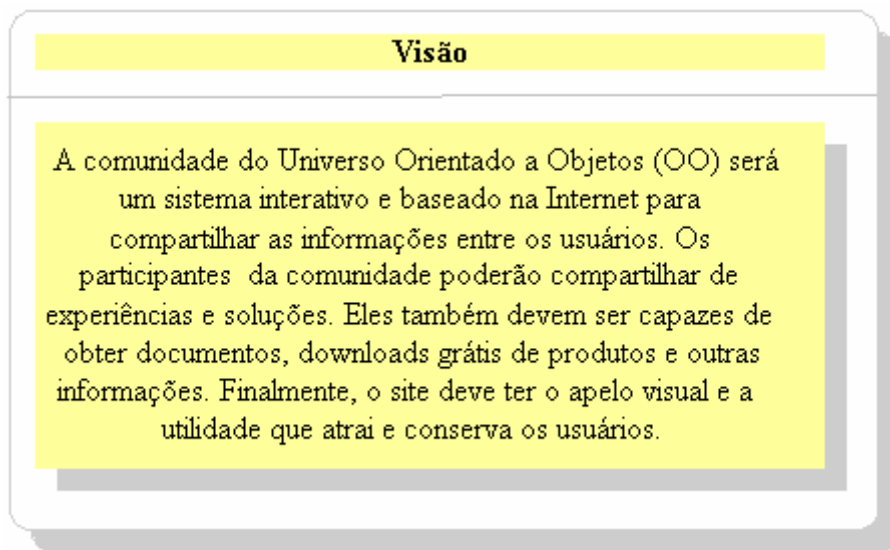 Visão
A comunidade do Universo Orientado a Objetos (OO) será
um sistema interativo e baseado na Internet para
compartilhar as informações entre os usuários. Os
participantes  da comunidade poderão compartilhar de
experiências e soluções. Eles também devem ser capazes de
obter documentos, downloads grátis de produtos e outras
informações. Finalmente, o site deve ter o apelo visual e a
utilidade que atrai e conserva os usuários.